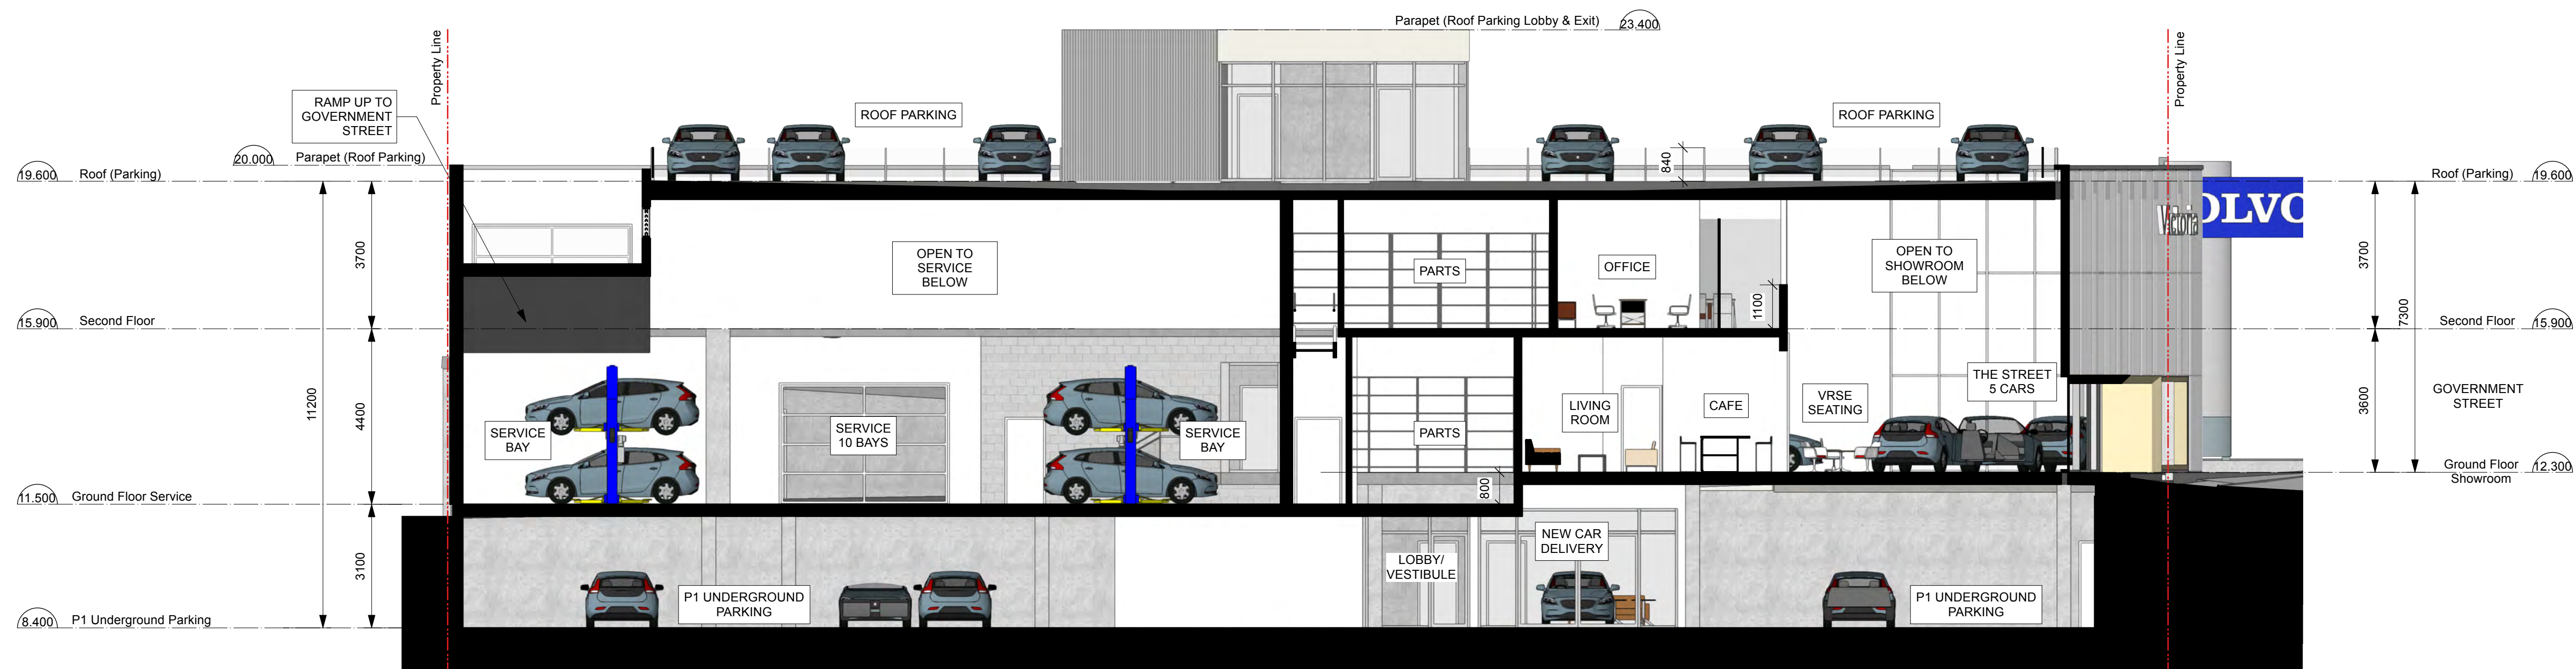 Parapet (Roof Parking Lobby & Exit) 23.400
Property Line
Property Line
RAMP UP TO
GOVERNMENT
STREET
ROOF PARKING
ROOF PARKING
20.000 Parapet (Roof Parking)
840
19.600 Roof (Parking)
Roof (Parking) 19.600
OLVO
Victoria
3700
OPEN TO
SERVICE
BELOW
PARTS
OFFICE
1100
OPEN TO
SHOWROOM
BELOW
3700
7300
15.900 Second Floor
Second Floor 15.900
11200
4400
SERVICE
BAY
SERVICE
10 BAYS
SERVICE
BAY
PARTS
LIVING
ROOM
CAFE
VRSE
SEATING
THE STREET
5 CARS
3600
GOVERNMENT
STREET
800
Ground Floor
Showroom
12.300
11.500 Ground Floor Service
3100
LOBBY/
VESTIBULE
NEW CAR
DELIVERY
P1 UNDERGROUND
PARKING
P1 UNDERGROUND
PARKING
8.400 P1 Underground Parking